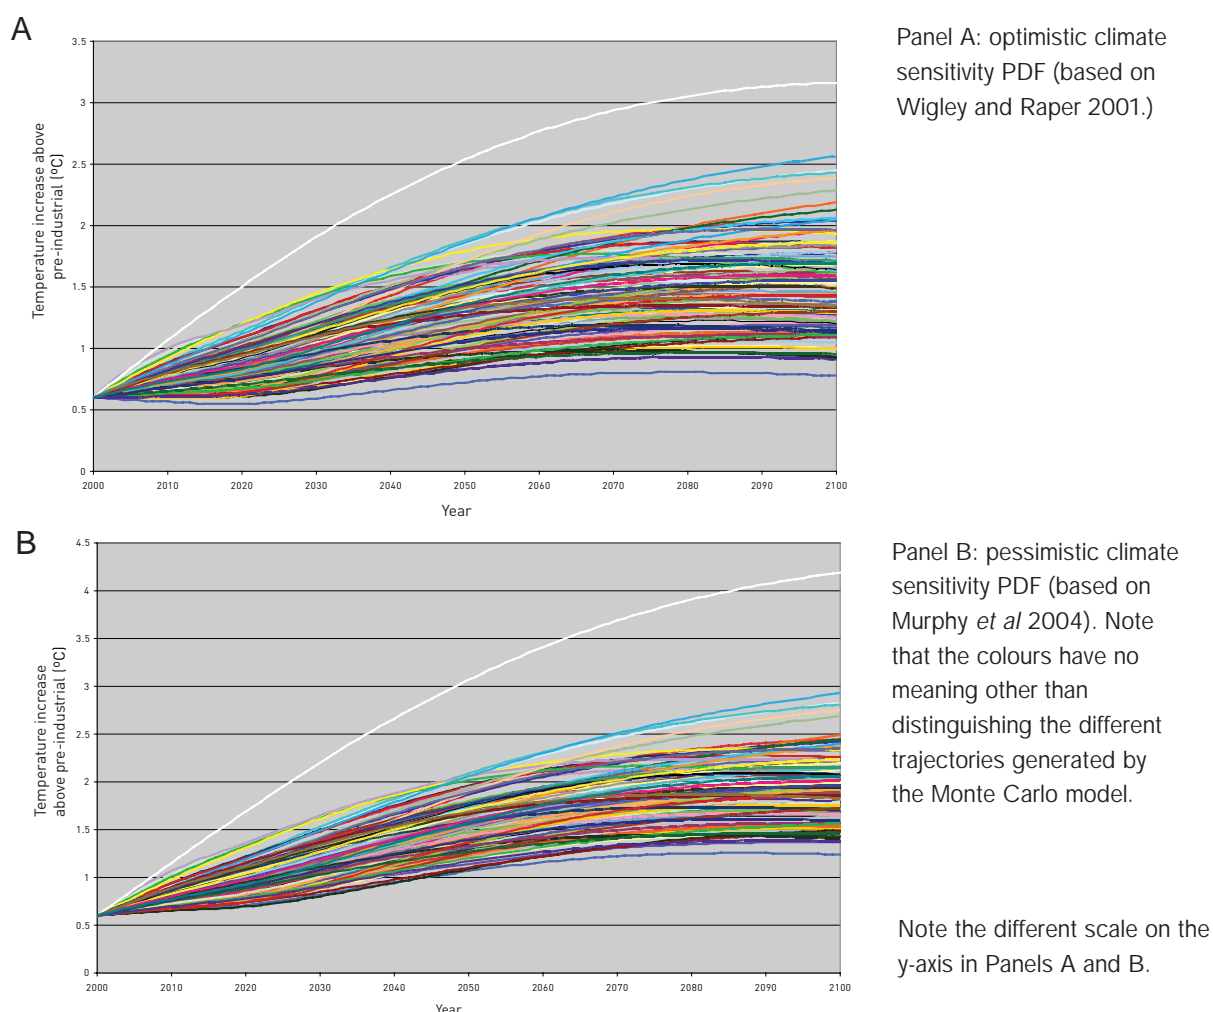 A
Panel A: optimistic climate
sensitivity PDF (based on
Wigley and Raper 2001.)
Temperature increase above
pre-industrial (ºC)
3.5
3
2.5
2
1.5
1
0.5
0
2000 2010 2020 2030 2040 2050 2060 2070 2080 2090 2100
Year
B
Panel B: pessimistic climate
sensitivity PDF (based on
Murphy et al 2004). Note
that the colours have no
meaning other than
distinguishing the different
trajectories generated by
the Monte Carlo model.
Temperature increase
above pre-industrial (ºC)
4.5
4
3.5
3
2.5
2
1.5
1
0.5
0
2000 2010 2020 2030 2040 2050 2060 2070 2080 2090 2100
Year
Note the different scale on the
y-axis in Panels A and B.